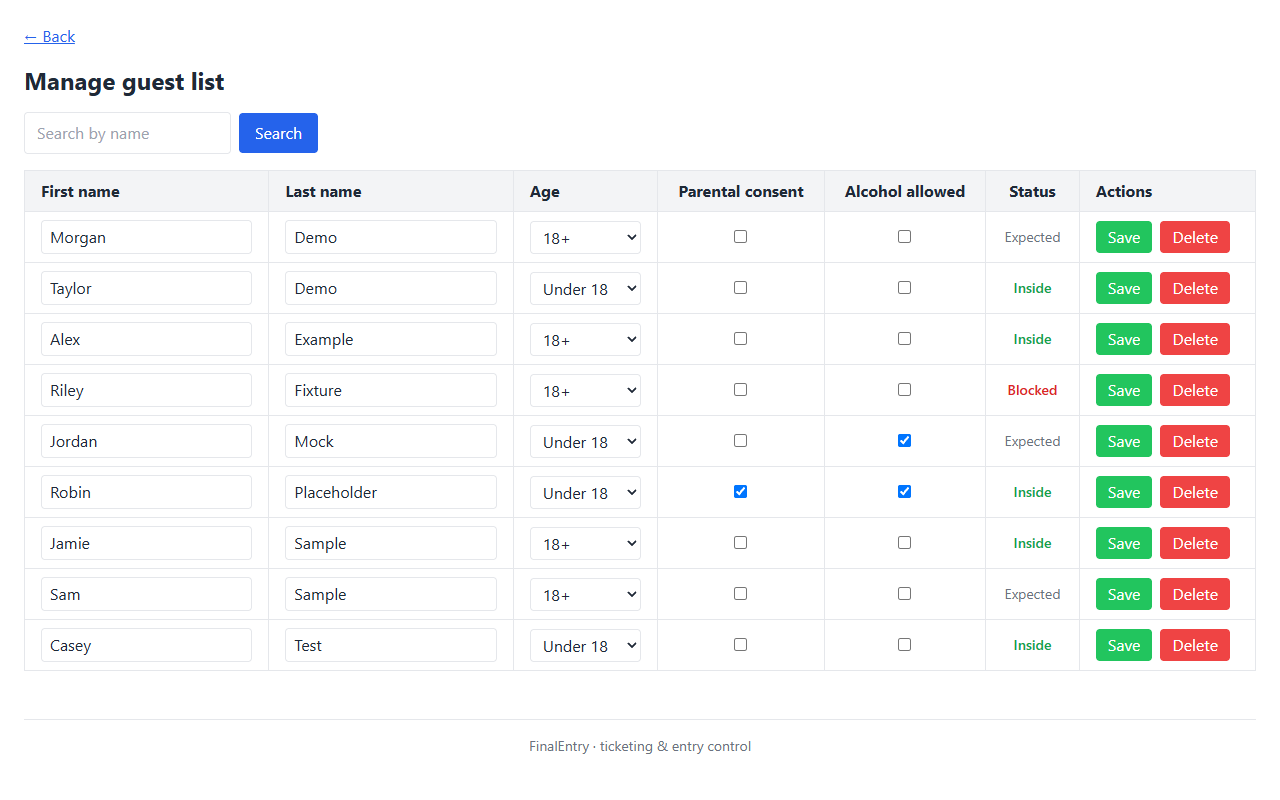 ← Back
Manage guest list
Search by name Search
First name Last name Age Parental consent Alcohol allowed Status Actions
Morgan Demo 18+ Expected Save Delete
Taylor Demo Under 18 Inside Save Delete
Alex Example 18+ Inside Save Delete
Riley Fixture 18+ Blocked Save Delete
Jordan Mock Under 18 Expected Save Delete
Robin Placeholder Under 18 Inside Save Delete
Jamie Sample 18+ Inside Save Delete
Sam Sample 18+ Expected Save Delete
Casey Test Under 18 Inside Save Delete
FinalEntry · ticketing & entry control